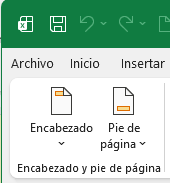 Archivo Inicio Insertar
Encabezado Pie de
página
Encabezado y pie de página